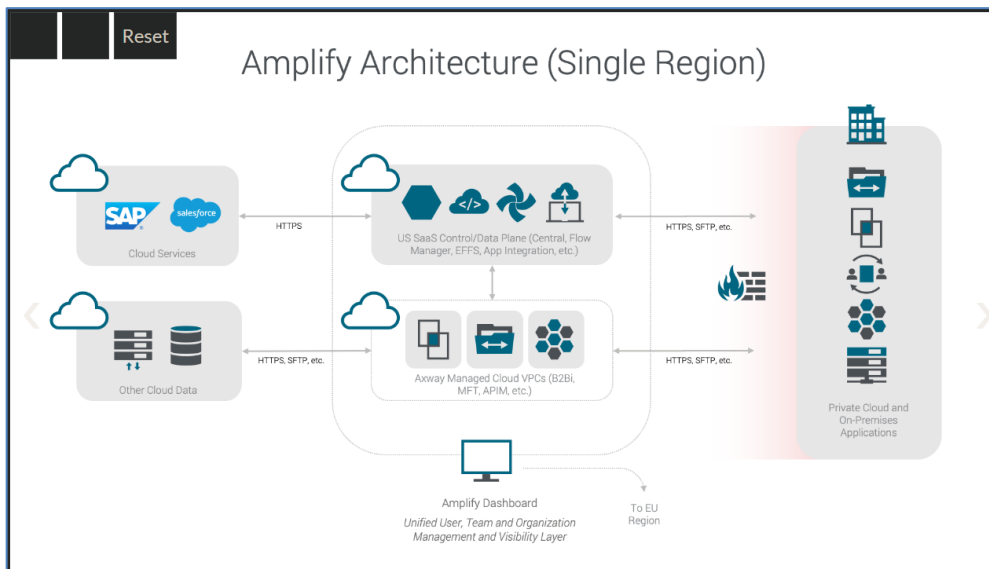 Reset
Amplify Architecture (Single Region)
SAP
salesforce
Cloud Services
HTTPS
</>
US SaaS Control/Data Plane (Central, Flow
Manager, EFFS, App Integration, etc.)
HTTPS, SFTP, etc.
Other Cloud Data
HTTPS, SFTP, etc.
Axway Managed Cloud VPCs (B2Bi,
MFT, APIM, etc.)
HTTPS, SFTP, etc.
Private Cloud and
On-Premises
Applications
Amplify Dashboard
Unified User, Team and Organization
Management and Visibility Layer
To EU
Region